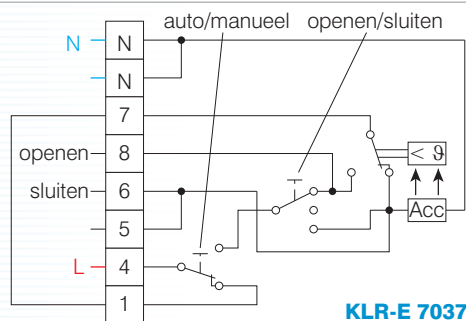 auto/manueel openen/sluiten
N N
N
7
openen 8
< ϑ
sluiten 6
Acc
5
L 4
1
KLR-E 7037